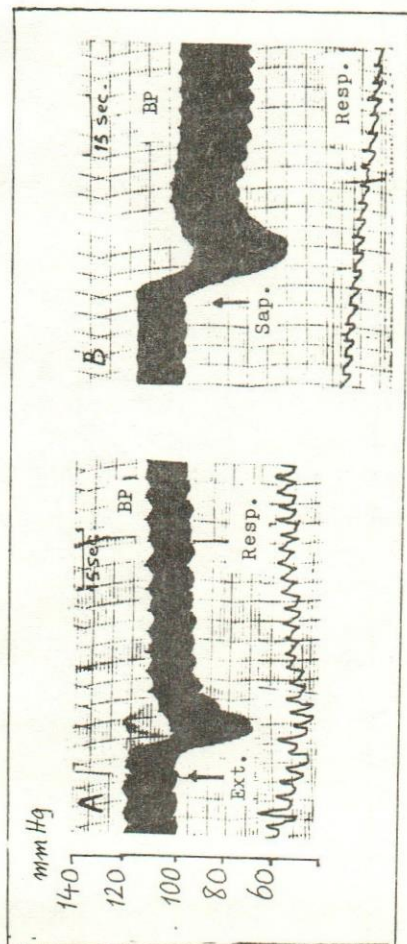 mm Hg
140
120
100
80
60
A
15 sec
BP
Ext.
Resp.
B
15 sec.
BP
Sap.
Resp.